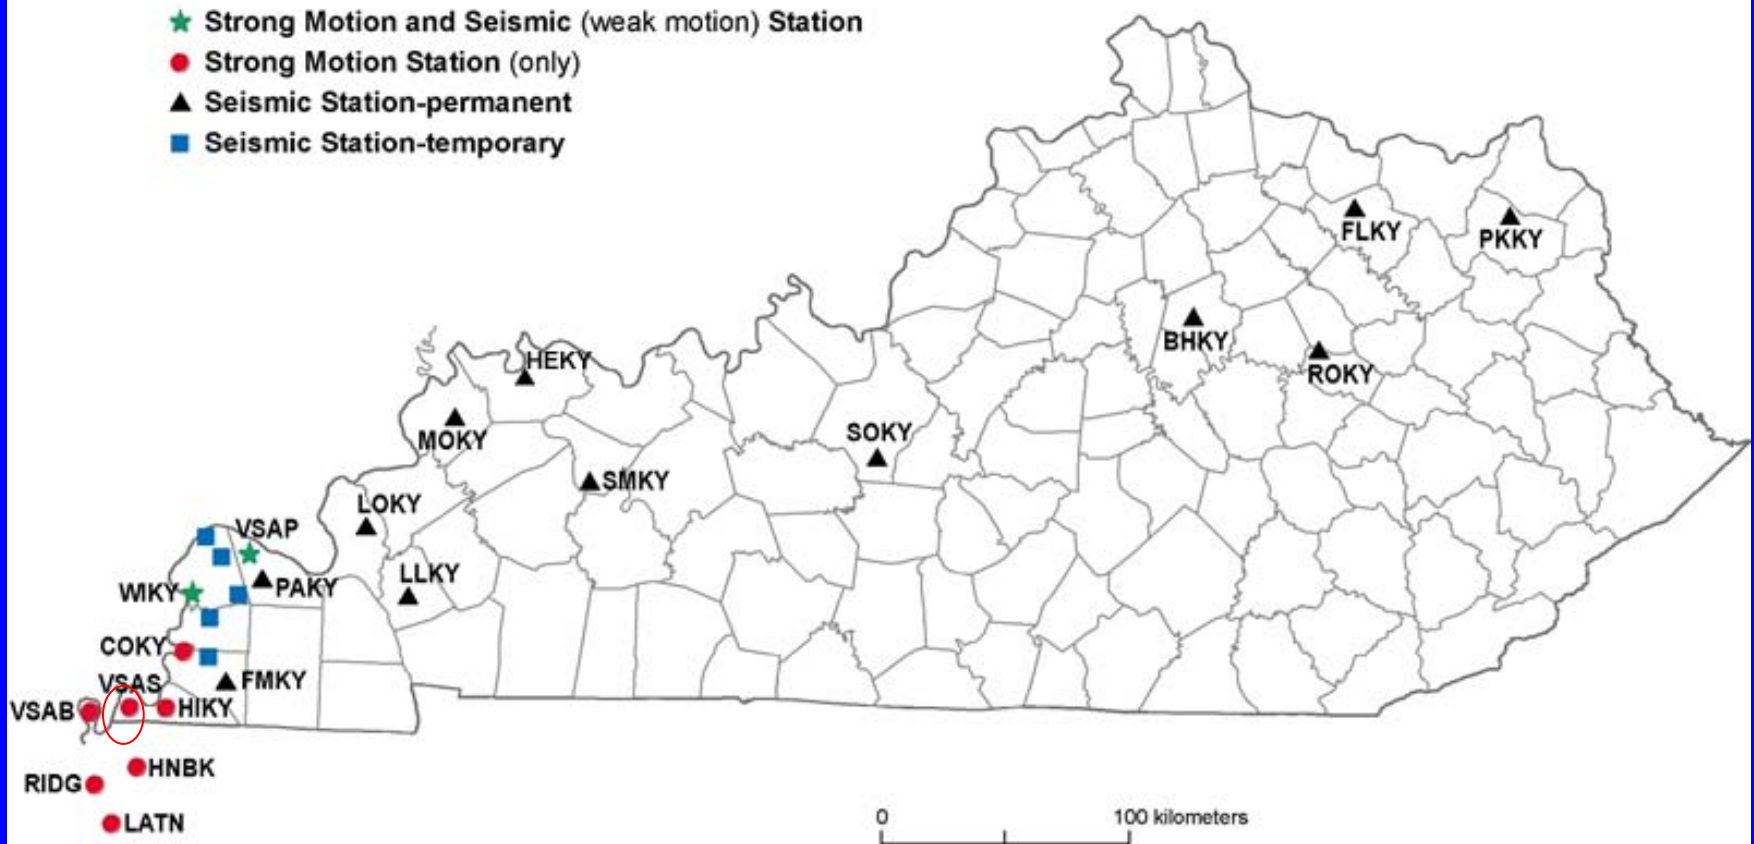 Strong Motion and Seismic (weak motion) Station
Strong Motion Station (only)
Seismic Station-permanent
Seismic Station-temporary
FLKY
PKKY
BHKY
ROKY
HEKY
MOKY
SOKY
SMKY
LOKY
VSAP
LLKY
PAKY
WIKY
COKY
FMKY
VSAS
VSAB
HIKY
HNBK
RIDG
LATN
0 100 kilometers